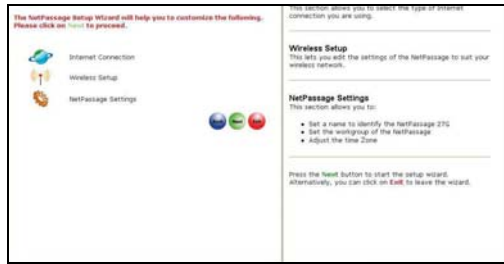 The NetPassage Setup Wizard will help you to customize the following.
Please click on Next to proceed.
Internet Connection
Wireless Setup
NetPassage Settings
Back Next Exit
This section allows you to select the type of Internet
connection you are using.
Wireless Setup
This lets you edit the settings of the NetPassage to suit your
wireless network.
NetPassage Settings
This section allows you to:
Set a name to identify the NetPassage 27G
Set the workgroup of the NetPassage
Adjust the time Zone
Press the Next button to start the setup wizard.
Alternatively, you can click on Exit to leave the wizard.